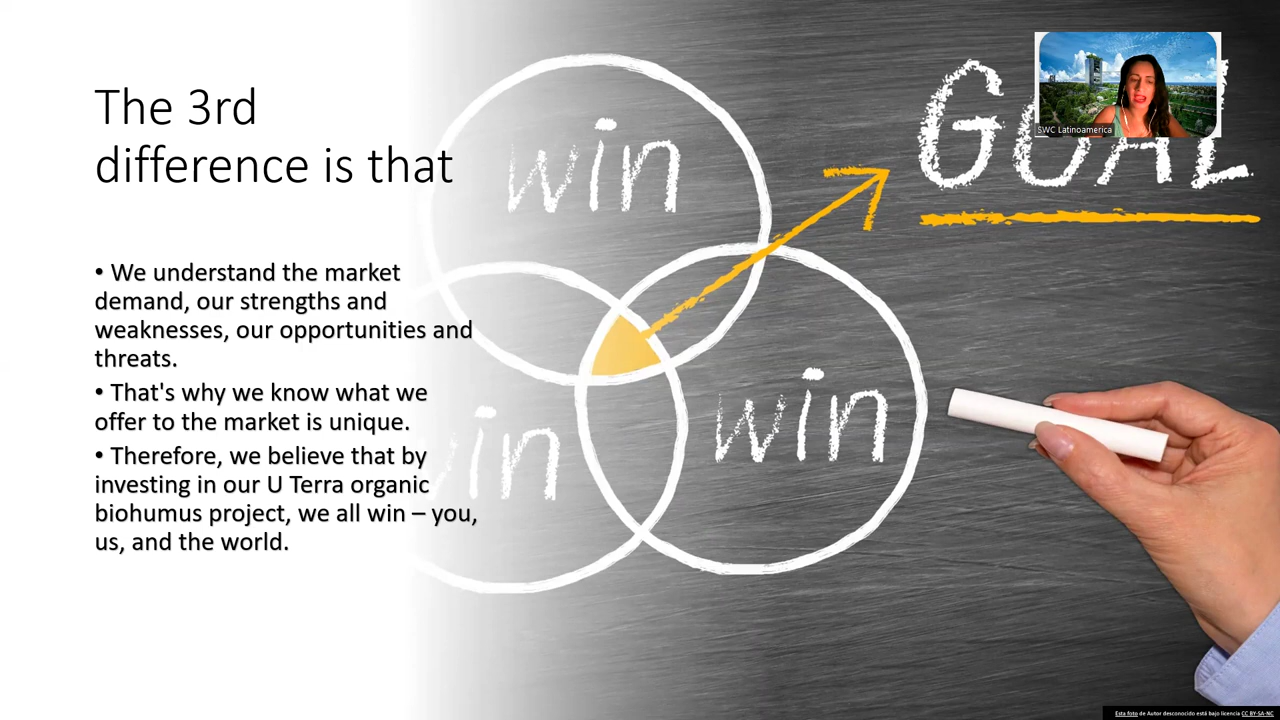 The 3rd
difference is that
• We understand the market
demand, our strengths and
weaknesses, our opportunities and
threats.
• That's why we know what we
offer to the market is unique.
• Therefore, we believe that by
investing in our U Terra organic
biohumus project, we all win – you,
us, and the world.
win
win
win
GOAL
SWC Latinoamerica
Esta foto de Autor desconocido está bajo licencia CC BY-SA-NC